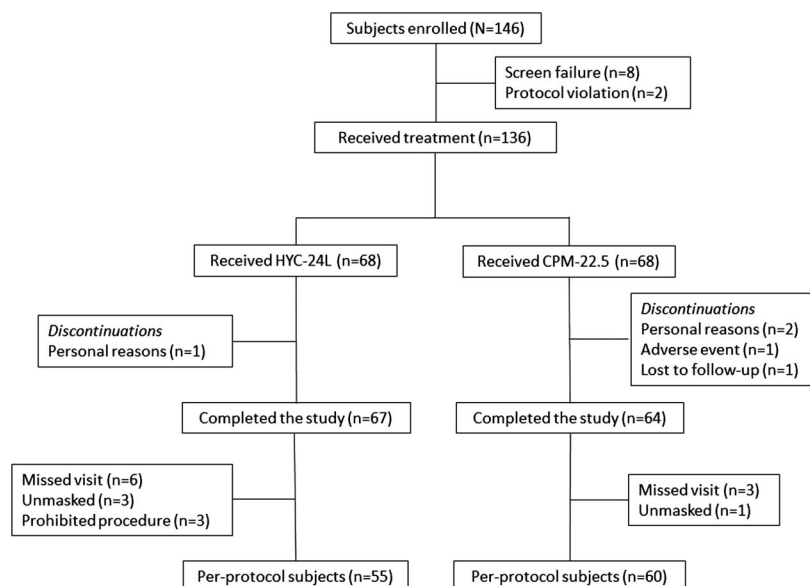 Subjects enrolled (N=146)
Screen failure (n=8)
Protocol violation (n=2)
Received treatment (n=136)
Received HYC-24L (n=68)
Received CPM-22.5 (n=68)
Discontinuations
Personal reasons (n=1)
Discontinuations
Personal reasons (n=2)
Adverse event (n=1)
Lost to follow-up (n=1)
Completed the study (n=67)
Completed the study (n=64)
Missed visit (n=6)
Unmasked (n=3)
Prohibited procedure (n=3)
Missed visit (n=3)
Unmasked (n=1)
Per-protocol subjects (n=55)
Per-protocol subjects (n=60)